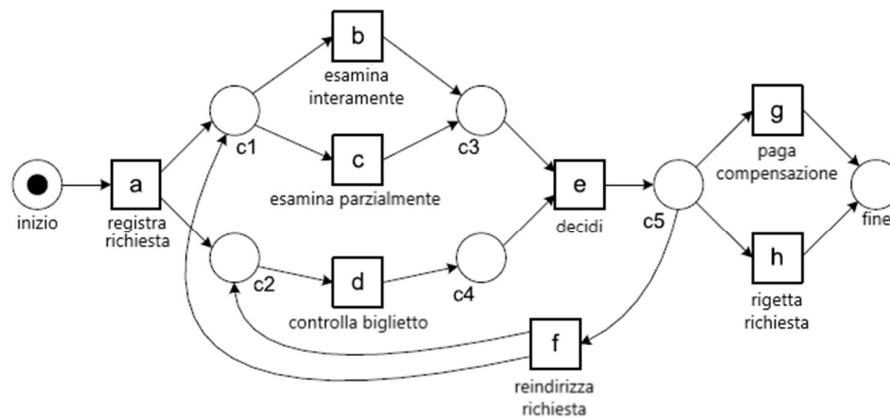 b
esamina
interamente
g
paga
compensazione
c1
c
c3
esamina parzialmente
a
e
inizio
registra
richiesta
decidi
c5
fine
c2
d
c4
controlla biglietto
h
rigetta
richiesta
f
reindirizza
richiesta